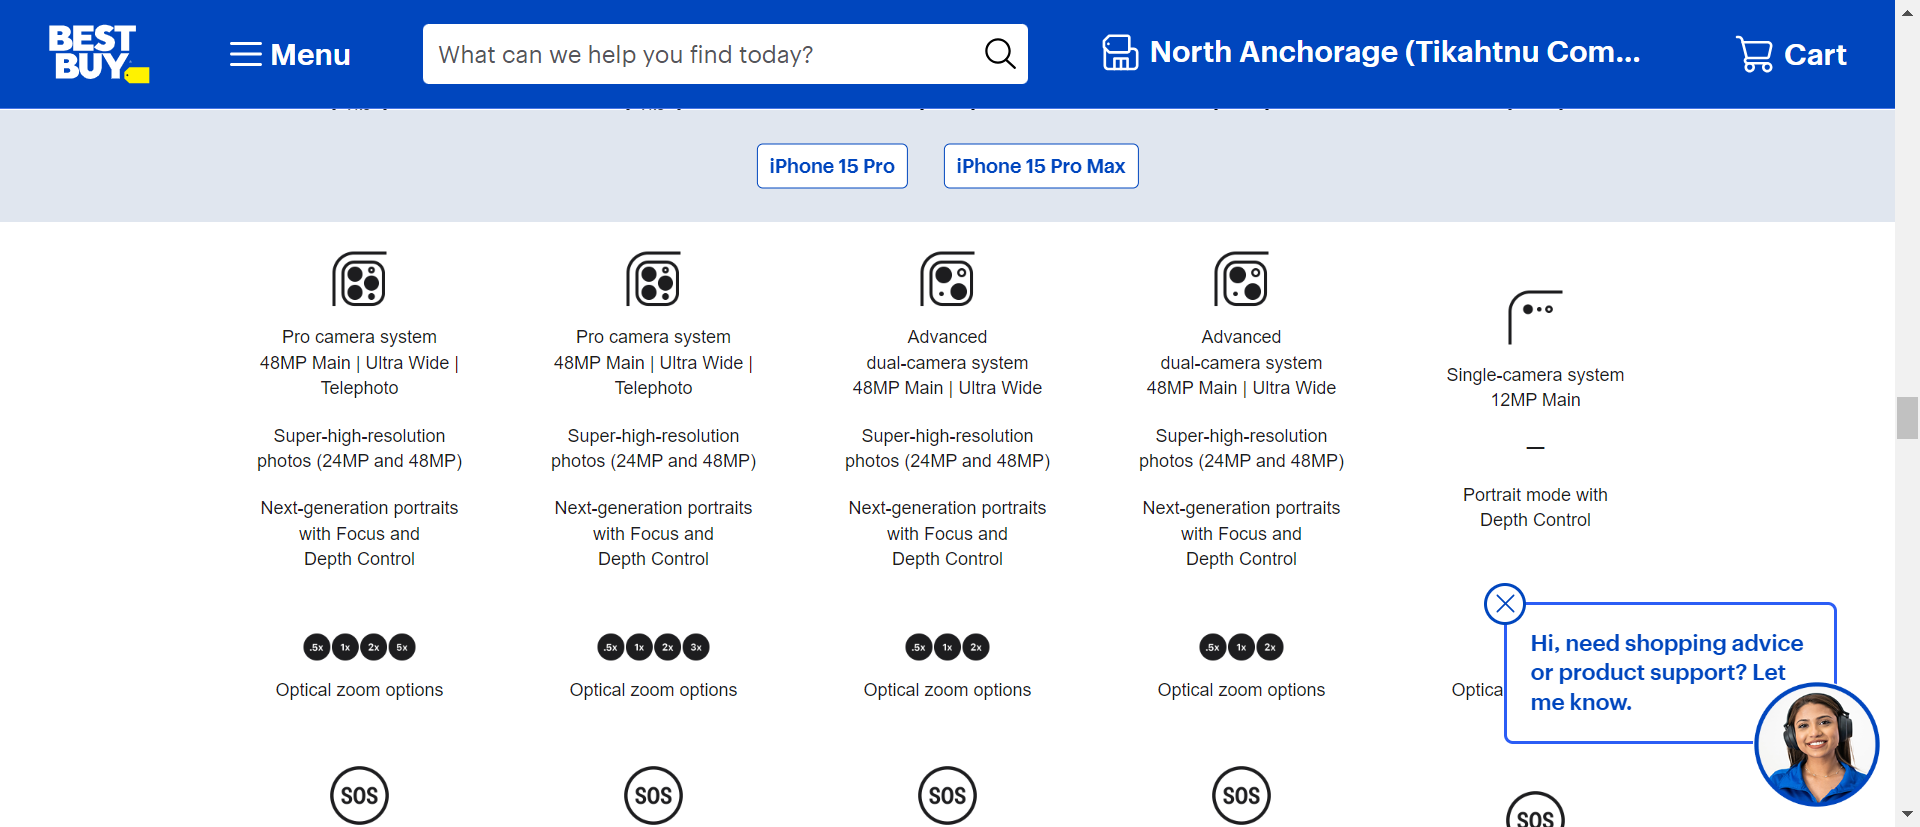 BEST
BUY
Menu
What can we help you find today?
North Anchorage (Tikahtnu Com...
Cart
iPhone 15 Pro
iPhone 15 Pro Max
Pro camera system
48MP Main | Ultra Wide |
Telephoto
Super-high-resolution
photos (24MP and 48MP)
Next-generation portraits
with Focus and
Depth Control
.5x 1x 2x 5x
Optical zoom options
SOS
Pro camera system
48MP Main | Ultra Wide |
Telephoto
Super-high-resolution
photos (24MP and 48MP)
Next-generation portraits
with Focus and
Depth Control
.5x 1x 2x 3x
Optical zoom options
SOS
Advanced
dual-camera system
48MP Main | Ultra Wide
Super-high-resolution
photos (24MP and 48MP)
Next-generation portraits
with Focus and
Depth Control
.5x 1x 2x
Optical zoom options
SOS
Advanced
dual-camera system
48MP Main | Ultra Wide
Super-high-resolution
photos (24MP and 48MP)
Next-generation portraits
with Focus and
Depth Control
.5x 1x 2x
Optical zoom options
SOS
Single-camera system
12MP Main
—
Portrait mode with
Depth Control
Optica
SOS
Hi, need shopping advice
or product support? Let
me know.